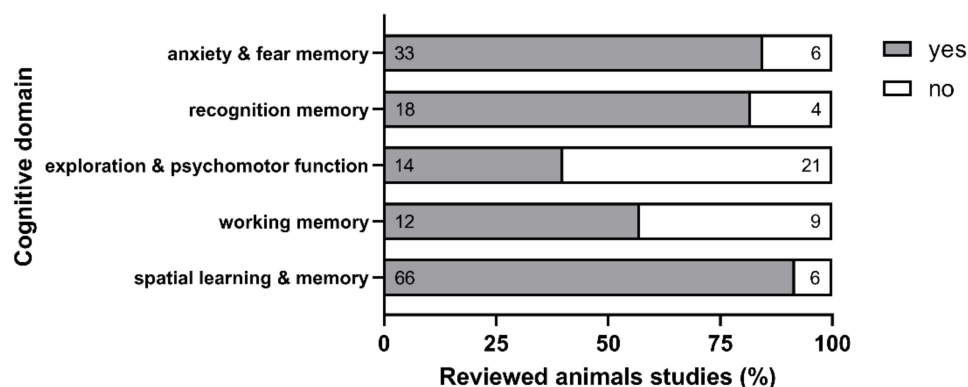 anxiety & fear memory 33 6
yes
recognition memory 18 4
no
exploration & psychomotor function 14 21
working memory 12 9
spatial learning & memory 66 6
Cognitive domain
0 25 50 75 100
Reviewed animals studies (%)